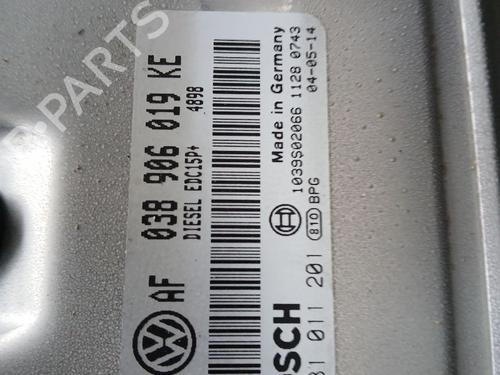 AF
038 906 019 KE
DIESEL EDC15P+ 4898
011 201
810 BPG
1039S02066 1128 0743
Made in Germany 04-05-14
PARTS